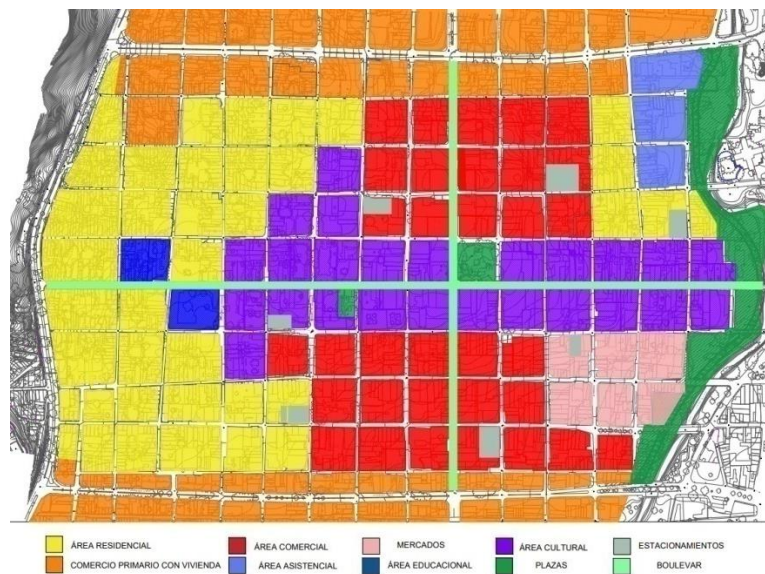 ÁREA RESIDENCIAL
ÁREA COMERCIAL
MERCADOS
ÁREA CULTURAL
ESTACIONAMIENTOS
COMERCIO PRIMARIO CON VIVIENDA
ÁREA ASISTENCIAL
ÁREA EDUCACIONAL
PLAZAS
BOULEVAR